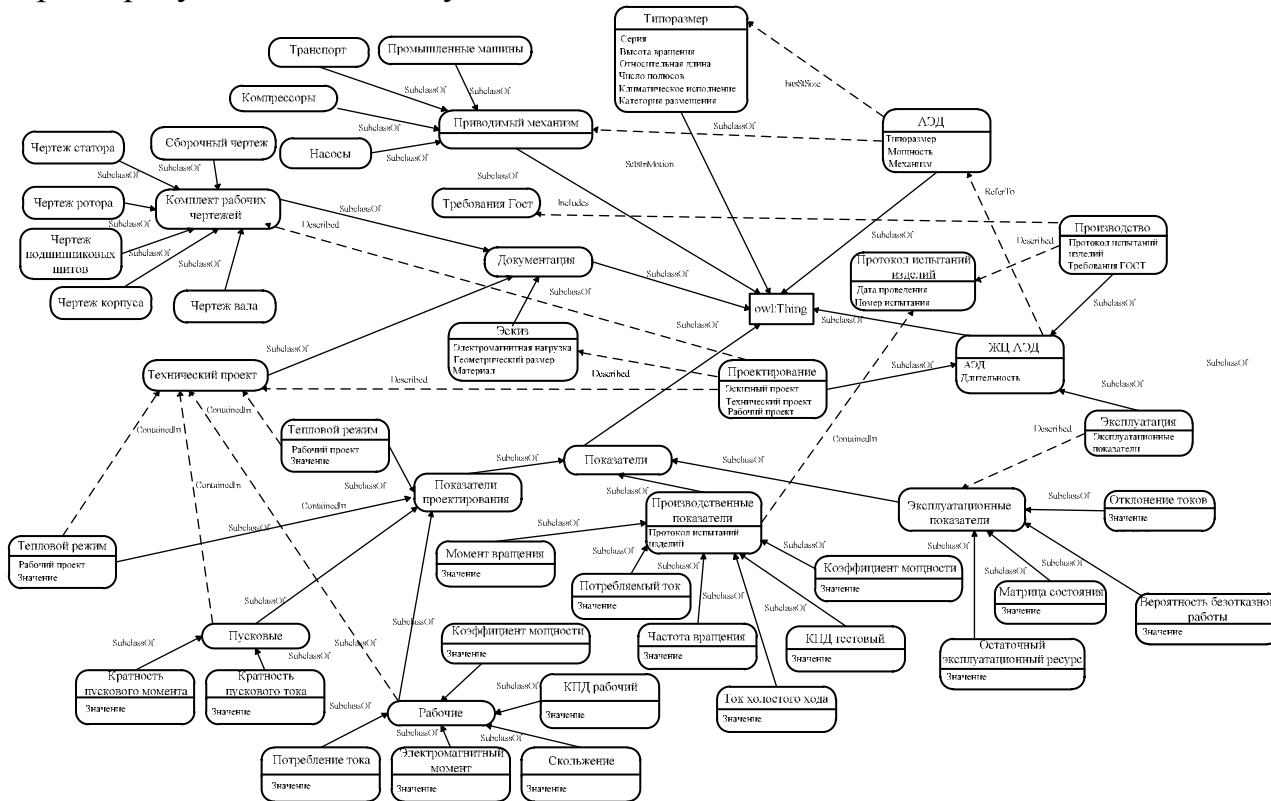 Типоразмер
Серия
Высота вращения
Относительная длина
Число полюсов
Климатическое исполнение
Категория размещения
Транспорт
Промышленные машины
SubclassOf
SubclassOf
hasStSize
Компрессоры
SubclassOf
Приводимый механизм
SubclassOf
АЭД
Типоразмер
Мощность
Механизм
Насосы
SubclassOf
Чертеж статора
Сборочный чертеж
SubclassOf
SubclassOf
SetsInMotion
SubclassOf
ReferTo
Чертеж ротора
Комплект рабочих
чертежей
SubclassOf
Требования Гост
Includes
SubclassOf
SubclassOf
Described
Производство
Протокол испытаний
изделий
Требования ГОСТ
Described
Чертеж
подшипниковых
щитов
SubclassOf
SubclassOf
Документация
SubclassOf
SubclassOf
Протокол испытаний
изделий
Дата проведения
Номер испытания
SubclassOf
Чертеж корпуса
Чертеж вала
owl:Thing
SubclassOf
SubclassOf
Эскиз
Электромагнитная нагрузка
Геометрический размер
Материал
ЖЦ АЭД
АЭД
Длительность
SubclassOf
Технический проект
Described
Described
Проектирование
Эскизный проект
Технический проект
Рабочий проект
SubclassOf
SubclassOf
SubclassOf
ContainedIn
ContainedIn
Тепловой режим
Рабочий проект
Значение
Described
Эксплуатация
Эксплуатационные
показатели
ContainedIn
ContainedIn
SubclassOf
Показатели
SubclassOf
SubclassOf
Показатели
проектирования
SubclassOf
ContainedIn
Производственные
показатели
Протокол испытаний
изделий
Эксплуатационные
показатели
SubclassOf
Отклонение токов
Значение
Тепловой режим
Рабочий проект
Значение
SubclassOf
SubclassOf
Момент вращения
Значение
SubclassOf
SubclassOf
Коэффициент мощности
Значение
SubclassOf
SubclassOf
SubclassOf
Потребляемый ток
Значение
SubclassOf
SubclassOf
Матрица состояния
Значение
Вероятность безотказной
работы
Значение
SubclassOf
SubclassOf
Пусковые
SubclassOf
SubclassOf
Коэффициент мощности
Значение
Частота вращения
Значение
КПД тестовый
Значение
Остаточный
эксплуатационный ресурс
Значение
Кратность
пускового момента
Значение
Кратность
пускового тока
Значение
SubclassOf
SubclassOf
КПД рабочий
Значение
Ток холостого хода
Значение
SubclassOf
Рабочие
SubclassOf
SubclassOf
Потребление тока
Значение
Электромагнитный
момент
Значение
Скольжение
Значение